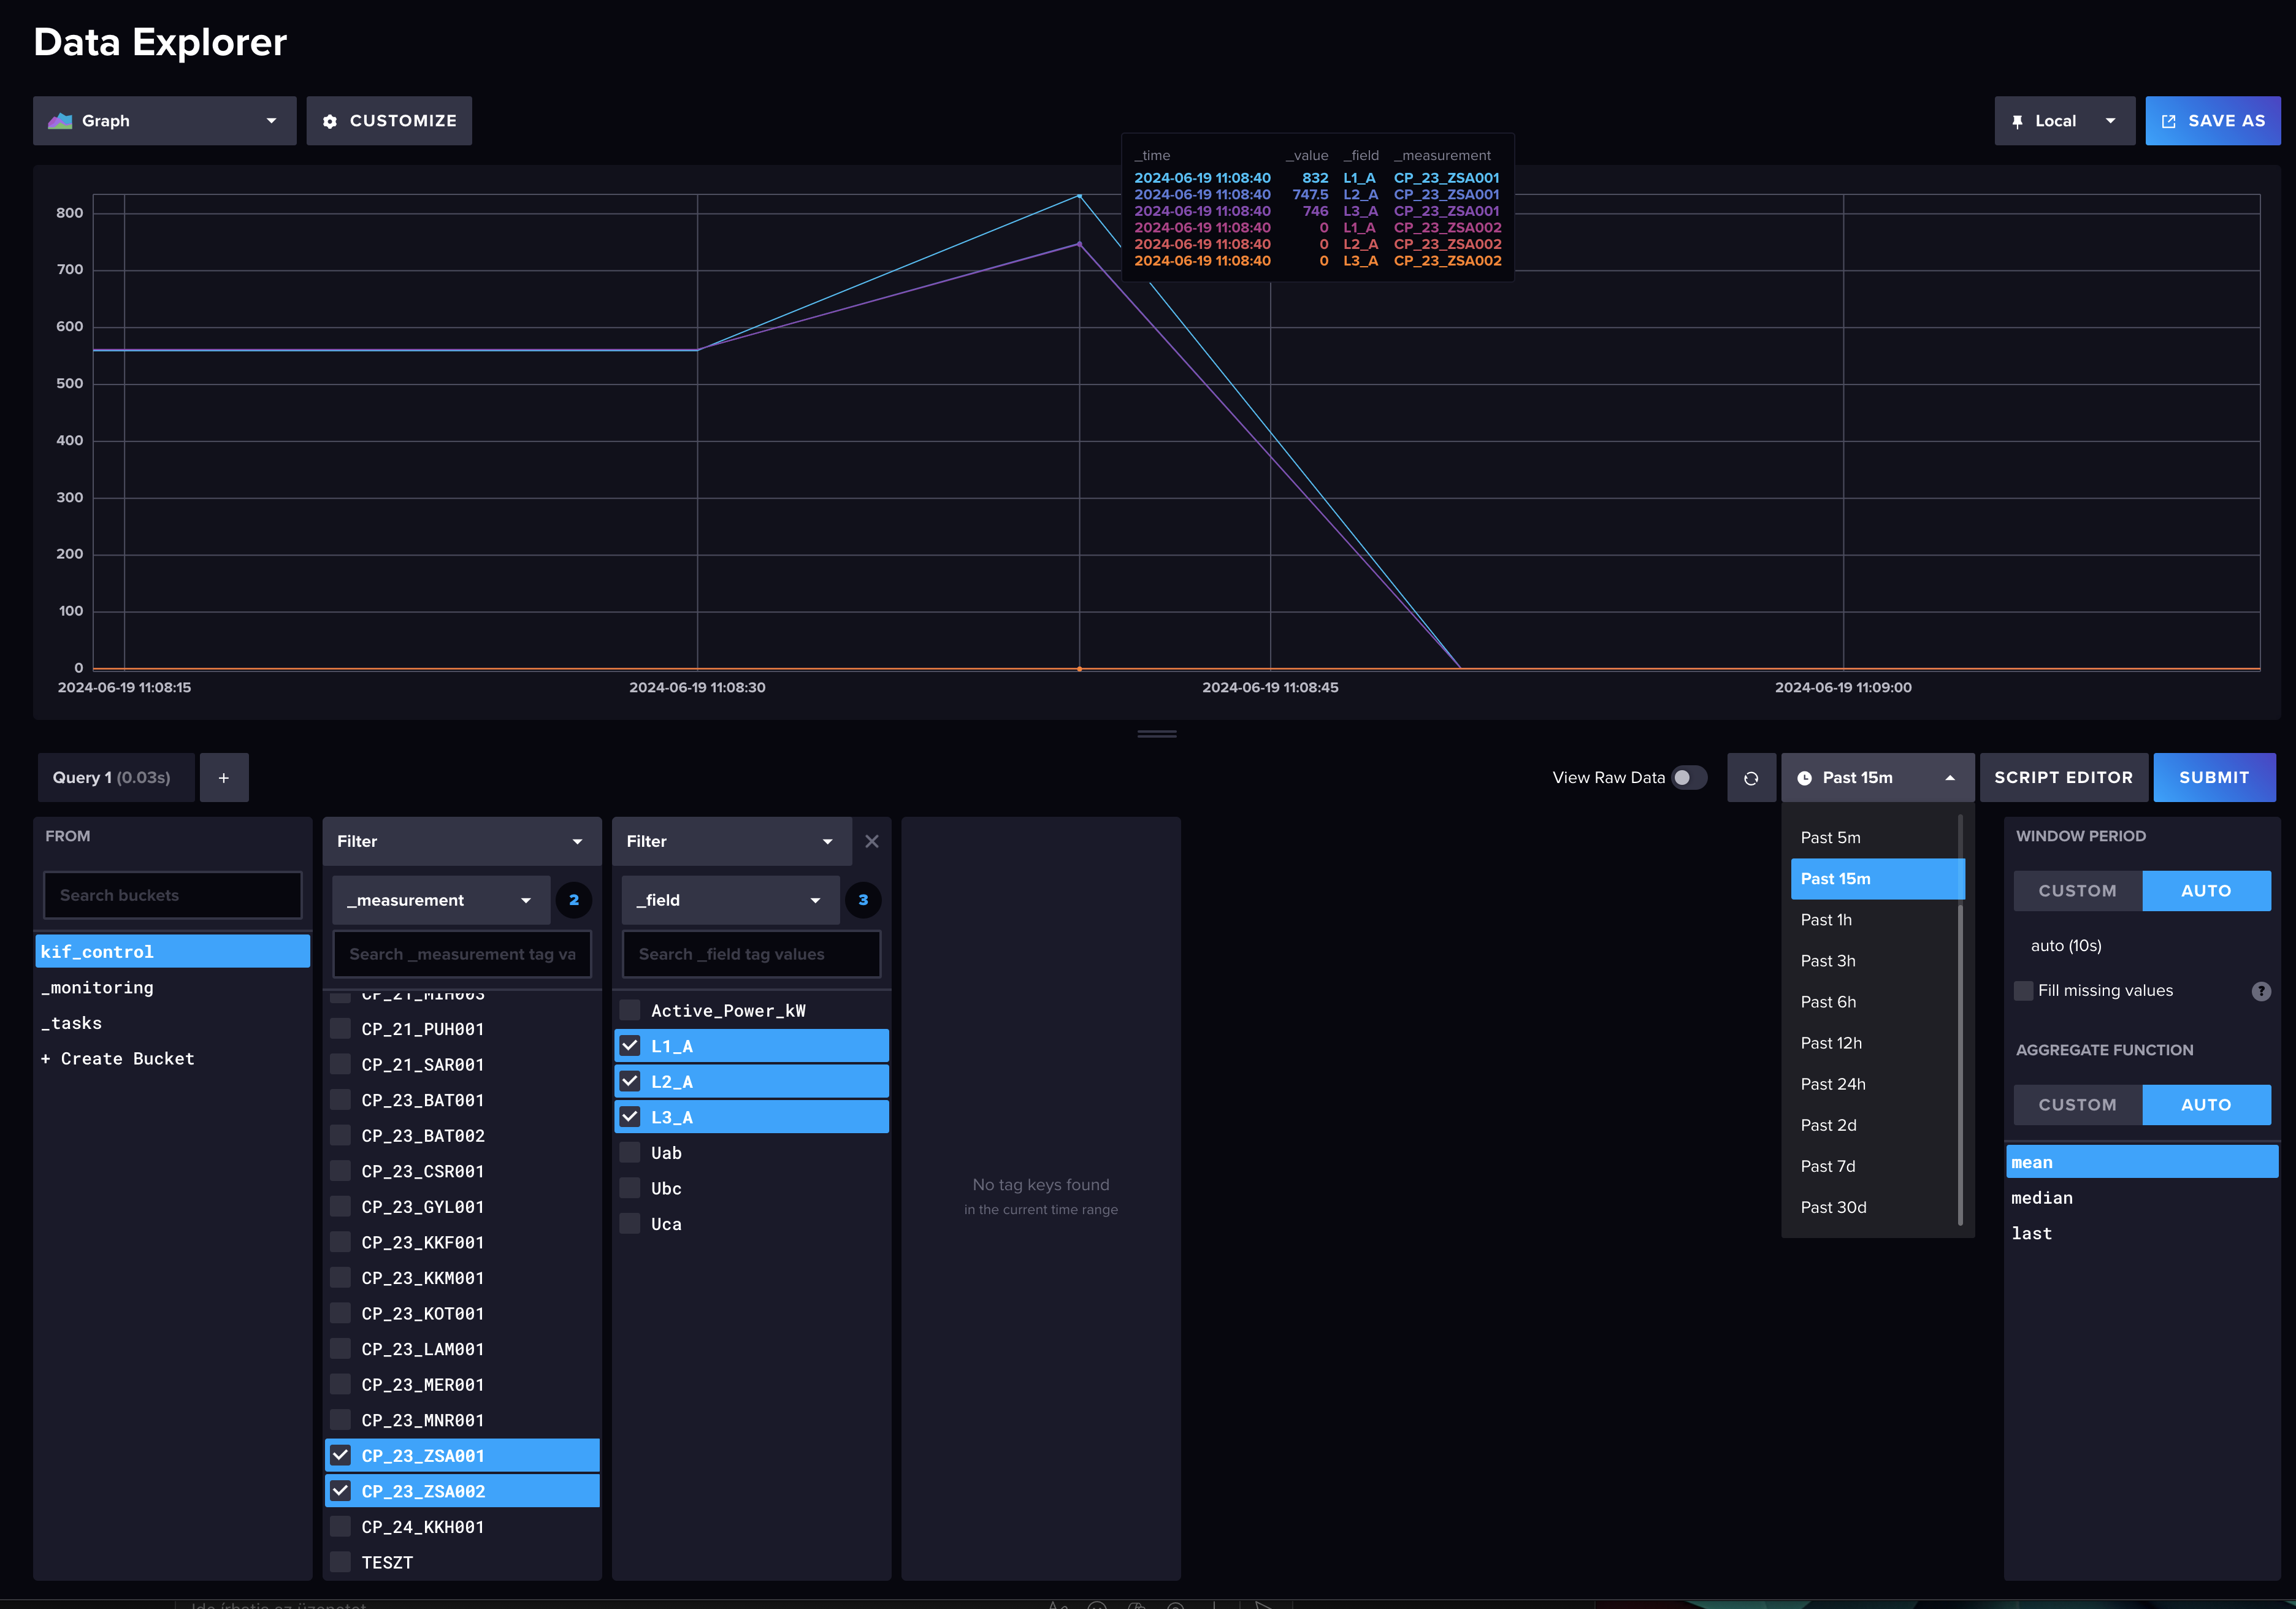 Data Explorer
Graph
CUSTOMIZE
Local
SAVE AS
_time _value _field _measurement
2024-06-19 11:08:40 832 L1_A CP_23_ZSA001
2024-06-19 11:08:40 747.5 L2_A CP_23_ZSA001
2024-06-19 11:08:40 746 L3_A CP_23_ZSA001
2024-06-19 11:08:40 0 L1_A CP_23_ZSA002
2024-06-19 11:08:40 0 L2_A CP_23_ZSA002
2024-06-19 11:08:40 0 L3_A CP_23_ZSA002
800
700
600
500
400
300
200
100
0
2024-06-19 11:08:15
2024-06-19 11:08:30
2024-06-19 11:08:45
2024-06-19 11:09:00
Query 1 (0.03s)
+
View Raw Data
Past 15m
SCRIPT EDITOR
SUBMIT
FROM
Search buckets
kif_control
_monitoring
_tasks
+ Create Bucket
Filter
_measurement
2
Search _measurement tag va
CP_21_MIH003
CP_21_PUH001
CP_21_SAR001
CP_23_BAT001
CP_23_BAT002
CP_23_CSR001
CP_23_GYL001
CP_23_KKF001
CP_23_KKM001
CP_23_KOT001
CP_23_LAM001
CP_23_MER001
CP_23_MNR001
CP_23_ZSA001
CP_23_ZSA002
CP_24_KKH001
TESZT
Filter
_field
3
Search _field tag values
Active_Power_kW
L1_A
L2_A
L3_A
Uab
Ubc
Uca
No tag keys found
in the current time range
Past 5m
Past 15m
Past 1h
Past 3h
Past 6h
Past 12h
Past 24h
Past 2d
Past 7d
Past 30d
WINDOW PERIOD
CUSTOM
AUTO
auto (10s)
Fill missing values
?
AGGREGATE FUNCTION
CUSTOM
AUTO
mean
median
last